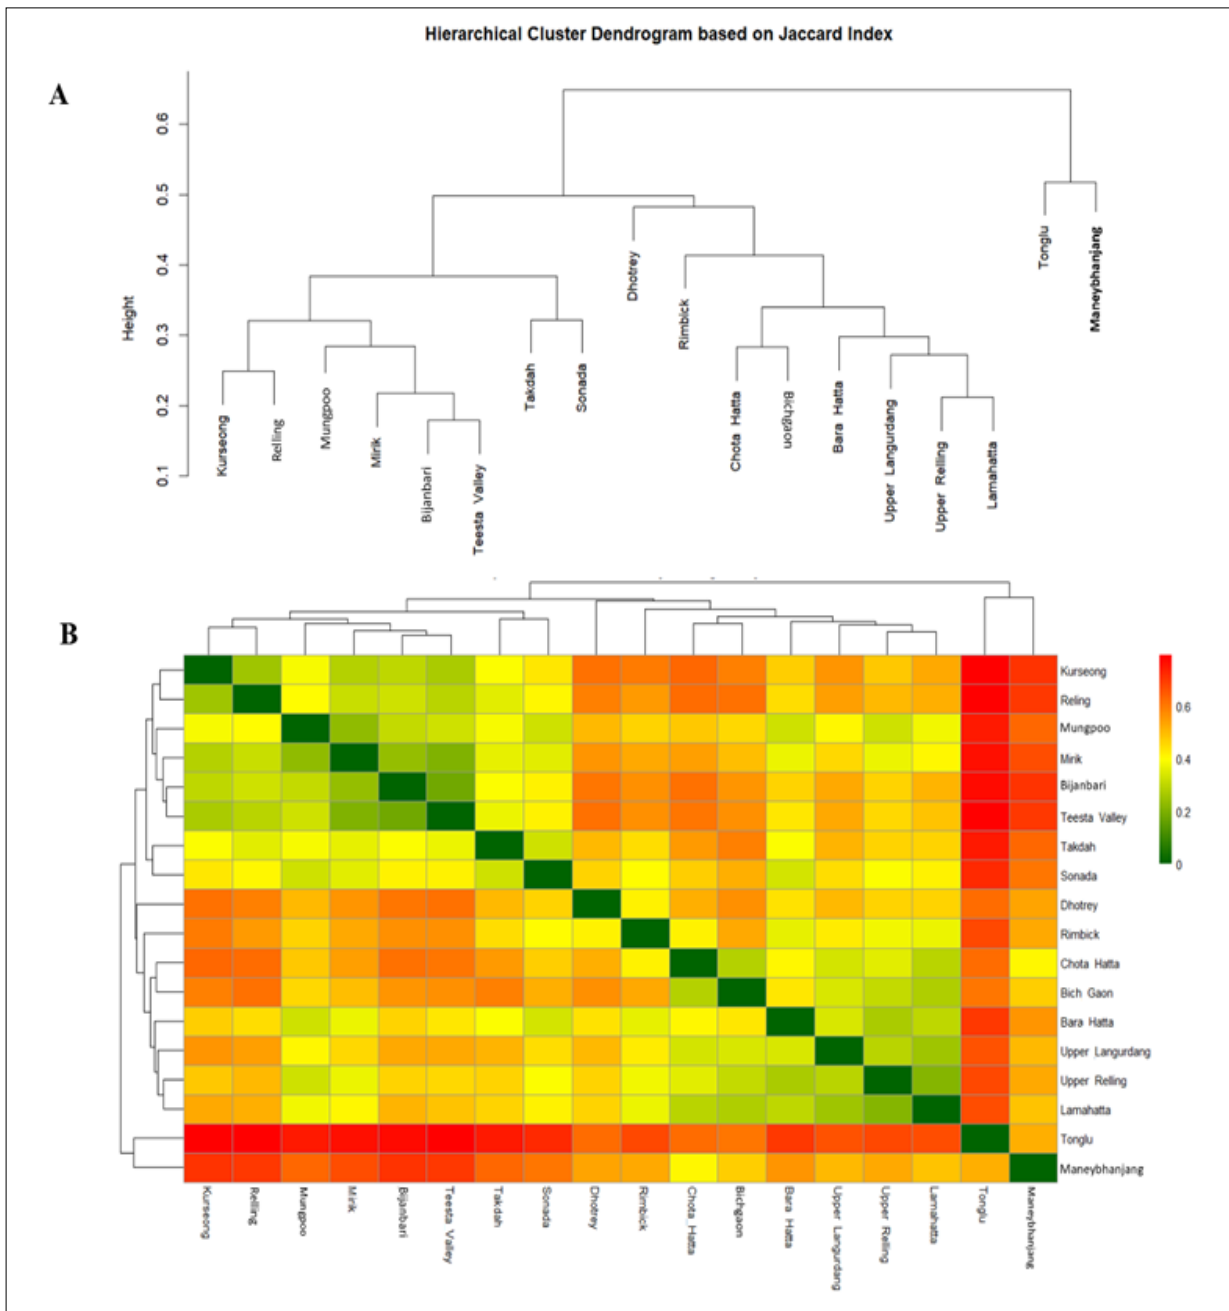 Hierarchical Cluster Dendrogram based on Jaccard Index
A
Height
0.6
0.5
0.4
0.3
0.2
0.1
Kurseong
Relling
Mungpoo
Mirik
Bijanbari
Teesta Valley
Takdah
Sonada
Dhotrey
Rimbick
Chota Hatta
Bichgaon
Bara Hatta
Upper Langurdang
Upper Relling
Lamahatta
Tonglu
Maneybhanjang
B
Kurseong
Reling
Mungpoo
Mirik
Bijanbari
Teesta Valley
Takdah
Sonada
Dhotrey
Rimbick
Chota Hatta
Bich Gaon
Bara Hatta
Upper Langurdang
Upper Relling
Lamahatta
Tonglu
Maneybhanjang
0.6
0.4
0.2
0
Kurseong
Relling
Mungpoo
Mirik
Bijanbari
Teesta Valley
Takdah
Sonada
Dhotrey
Rimbick
Chota Hatta
Bichgaon
Bara Hatta
Upper Langurdang
Upper Relling
Lamahatta
Tonglu
Maneybhanjang